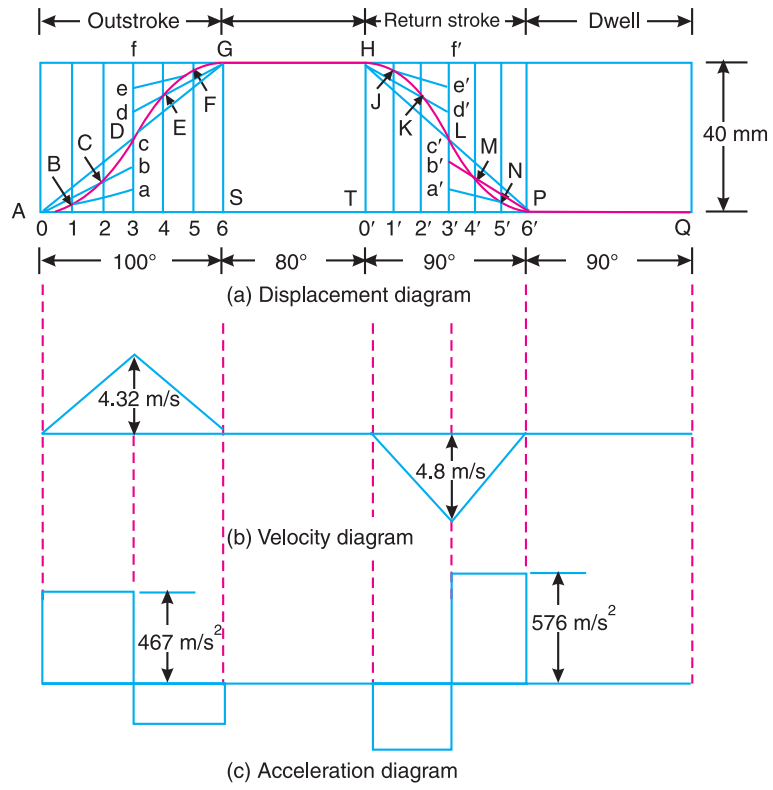 Outstroke Return stroke Dwell
f G H f′
e F J e′
d E K d′
D L
C c c′ M
B b b′ N
a a′
40 mm
A S T P
0 1 2 3 4 5 6 0′ 1′ 2′ 3′ 4′ 5′ 6′ Q
100° 80° 90° 90°
(a) Displacement diagram
4.32 m/s
4.8 m/s
(b) Velocity diagram
467 m/s²
576 m/s²
(c) Acceleration diagram